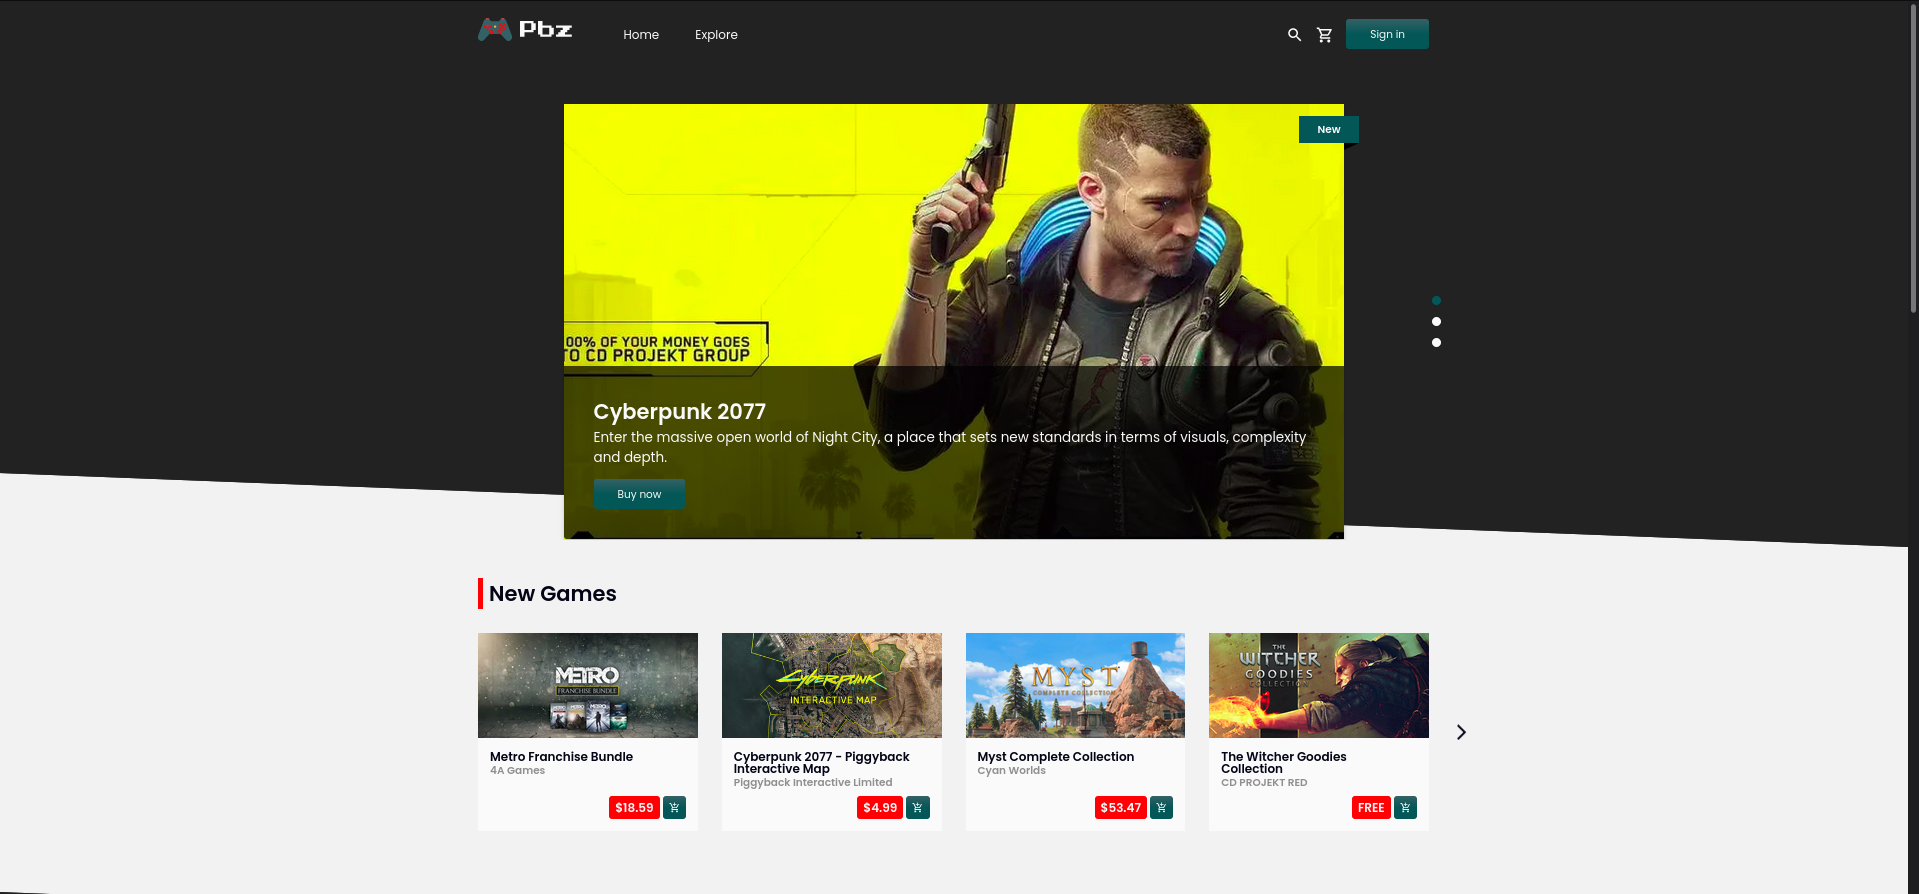 Pbz
Home
Explore
Sign in
New
00% OF YOUR MONEY GOES
TO CD PROJEKT GROUP
Cyberpunk 2077
Enter the massive open world of Night City, a place that sets new standards in terms of visuals, complexity
and depth.
Buy now
New Games
METRO
FRANCHISE BUNDLE
Metro Franchise Bundle
4A Games
$18.59
Cyberpunk
INTERACTIVE MAP
Cyberpunk 2077 - Piggyback
Interactive Map
Piggyback Interactive Limited
$4.99
MYST
COMPLETE COLLECTION
Myst Complete Collection
Cyan Worlds
$53.47
THE
WITCHER
GOODIES
COLLECTION
The Witcher Goodies
Collection
CD PROJEKT RED
FREE